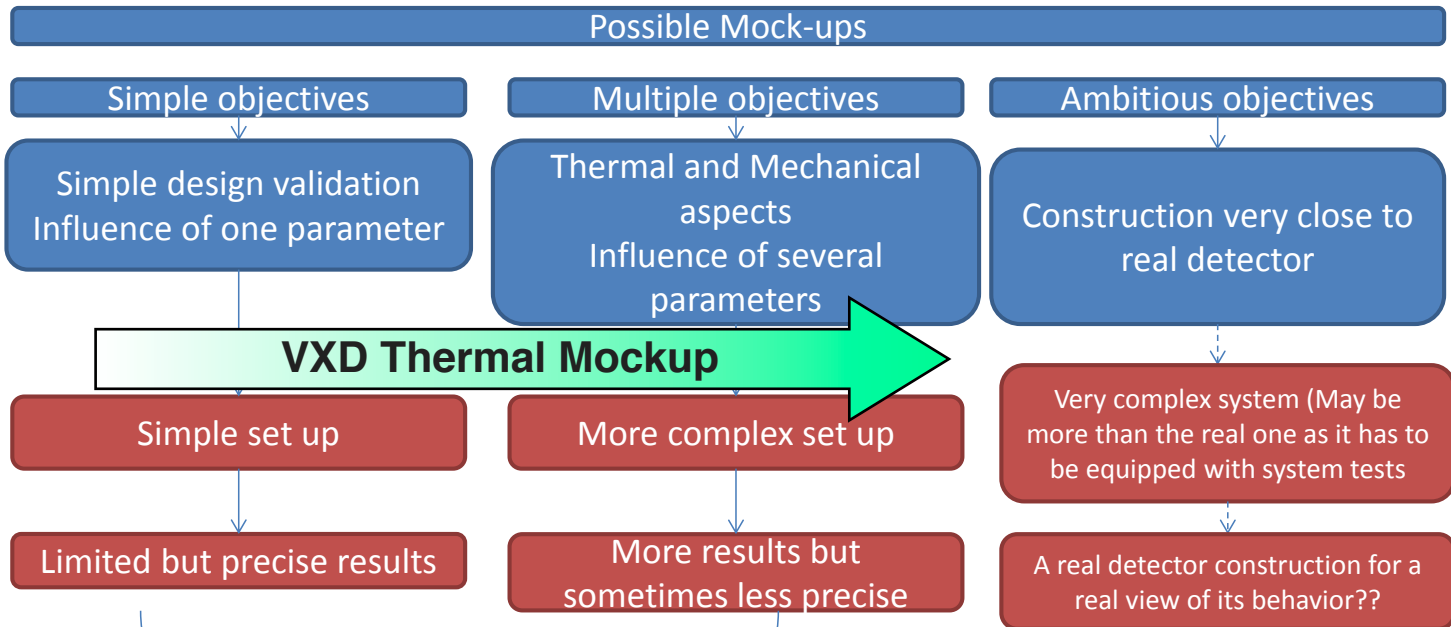 Possible Mock-ups
Simple objectives
Multiple objectives
Ambitious objectives
Simple design validation
Influence of one parameter
Thermal and Mechanical
aspects
Influence of several
parameters
Construction very close to
real detector
VXD Thermal Mockup
Simple set up
More complex set up
Very complex system (May be
more than the real one as it has to
be equipped with system tests
Limited but precise results
More results but
sometimes less precise
A real detector construction for a
real view of its behavior??